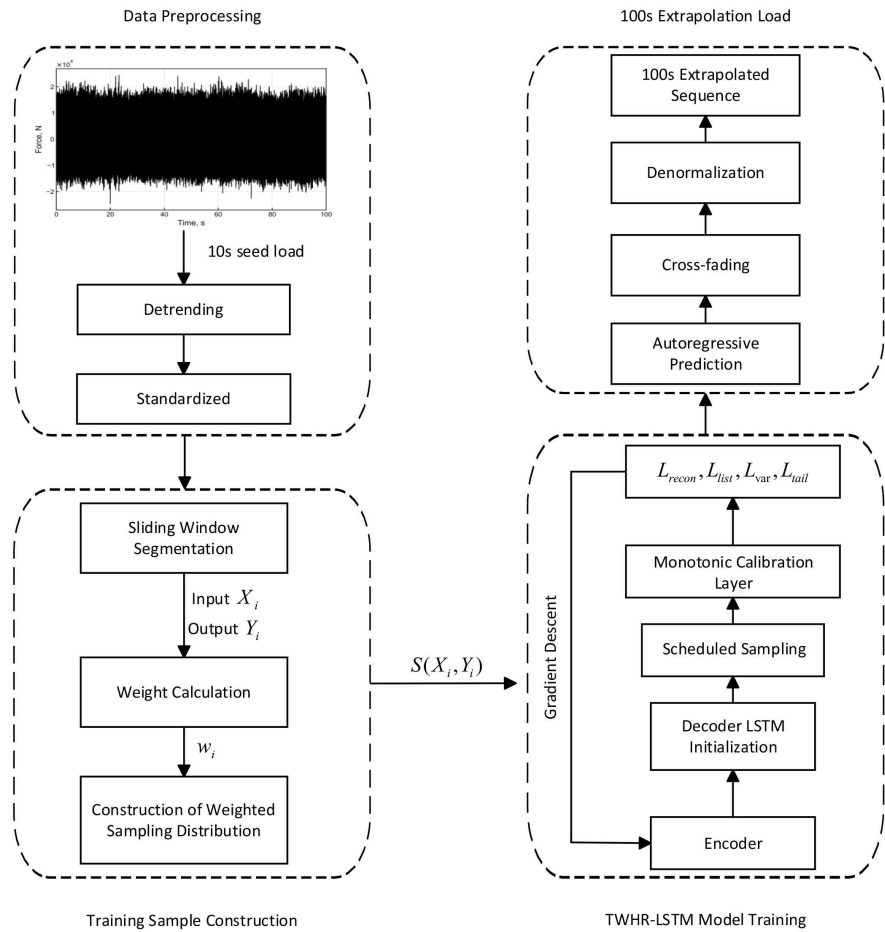 Data Preprocessing
×10⁴
2
1
0
−1
−2
Force, N
0 20 40 60 80 100
Time, s
10s seed load
Detrending
Standardized
Sliding Window
Segmentation
Input X_i
Output Y_i
Weight Calculation
w_i
Construction of Weighted
Sampling Distribution
Training Sample Construction
S(X_i,Y_i)
100s Extrapolation Load
100s Extrapolated
Sequence
Denormalization
Cross-fading
Autoregressive
Prediction
L_recon, L_list, L_var, L_tail
Monotonic Calibration
Layer
Scheduled Sampling
Decoder LSTM
Initialization
Encoder
Gradient Descent
TWHR-LSTM Model Training